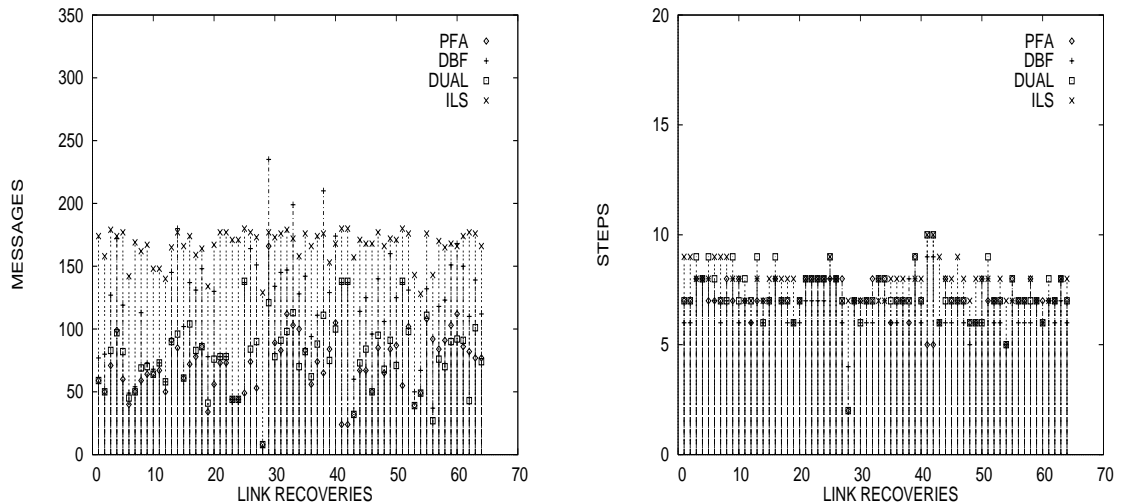 350
300
250
200
150
100
50
0
MESSAGES
PFA
DBF
DUAL
ILS
0 10 20 30 40 50 60 70
LINK RECOVERIES
20
15
10
5
0
STEPS
PFA
DBF
DUAL
ILS
0 10 20 30 40 50 60 70
LINK RECOVERIES